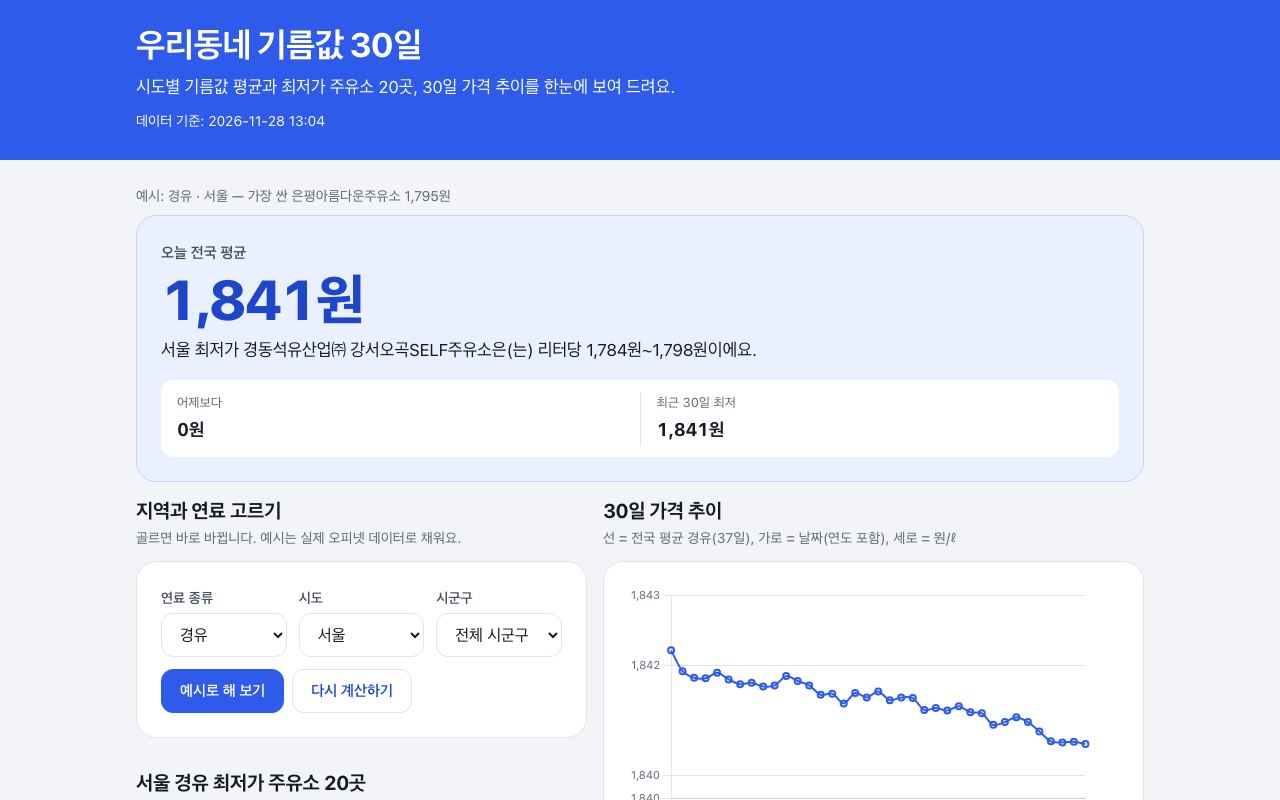 우리동네 기름값 30일
시도별 기름값 평균과 최저가 주유소 20곳, 30일 가격 추이를 한눈에 보여 드려요.
데이터 기준: 2026-11-28 13:04
예시: 경유 · 서울 — 가장 싼 은평아름다운주유소 1,795원
오늘 전국 평균
1,841원
서울 최저가 경동석유산업㈜ 강서오곡SELF주유소은(는) 리터당 1,784원~1,798원이에요.
어제보다
0원
최근 30일 최저
1,841원
지역과 연료 고르기
골르면 바로 바뀝니다. 예시는 실제 오피넷 데이터로 채워요.
연료 종류
시도
시군구
경유
서울
전체 시군구
예시로 해 보기
다시 계산하기
서울 경유 최저가 주유소 20곳
30일 가격 추이
선 = 전국 평균 경유(37일), 가로 = 날짜(연도 포함), 세로 = 원/ℓ
1,843
1,842
1,840
1,840